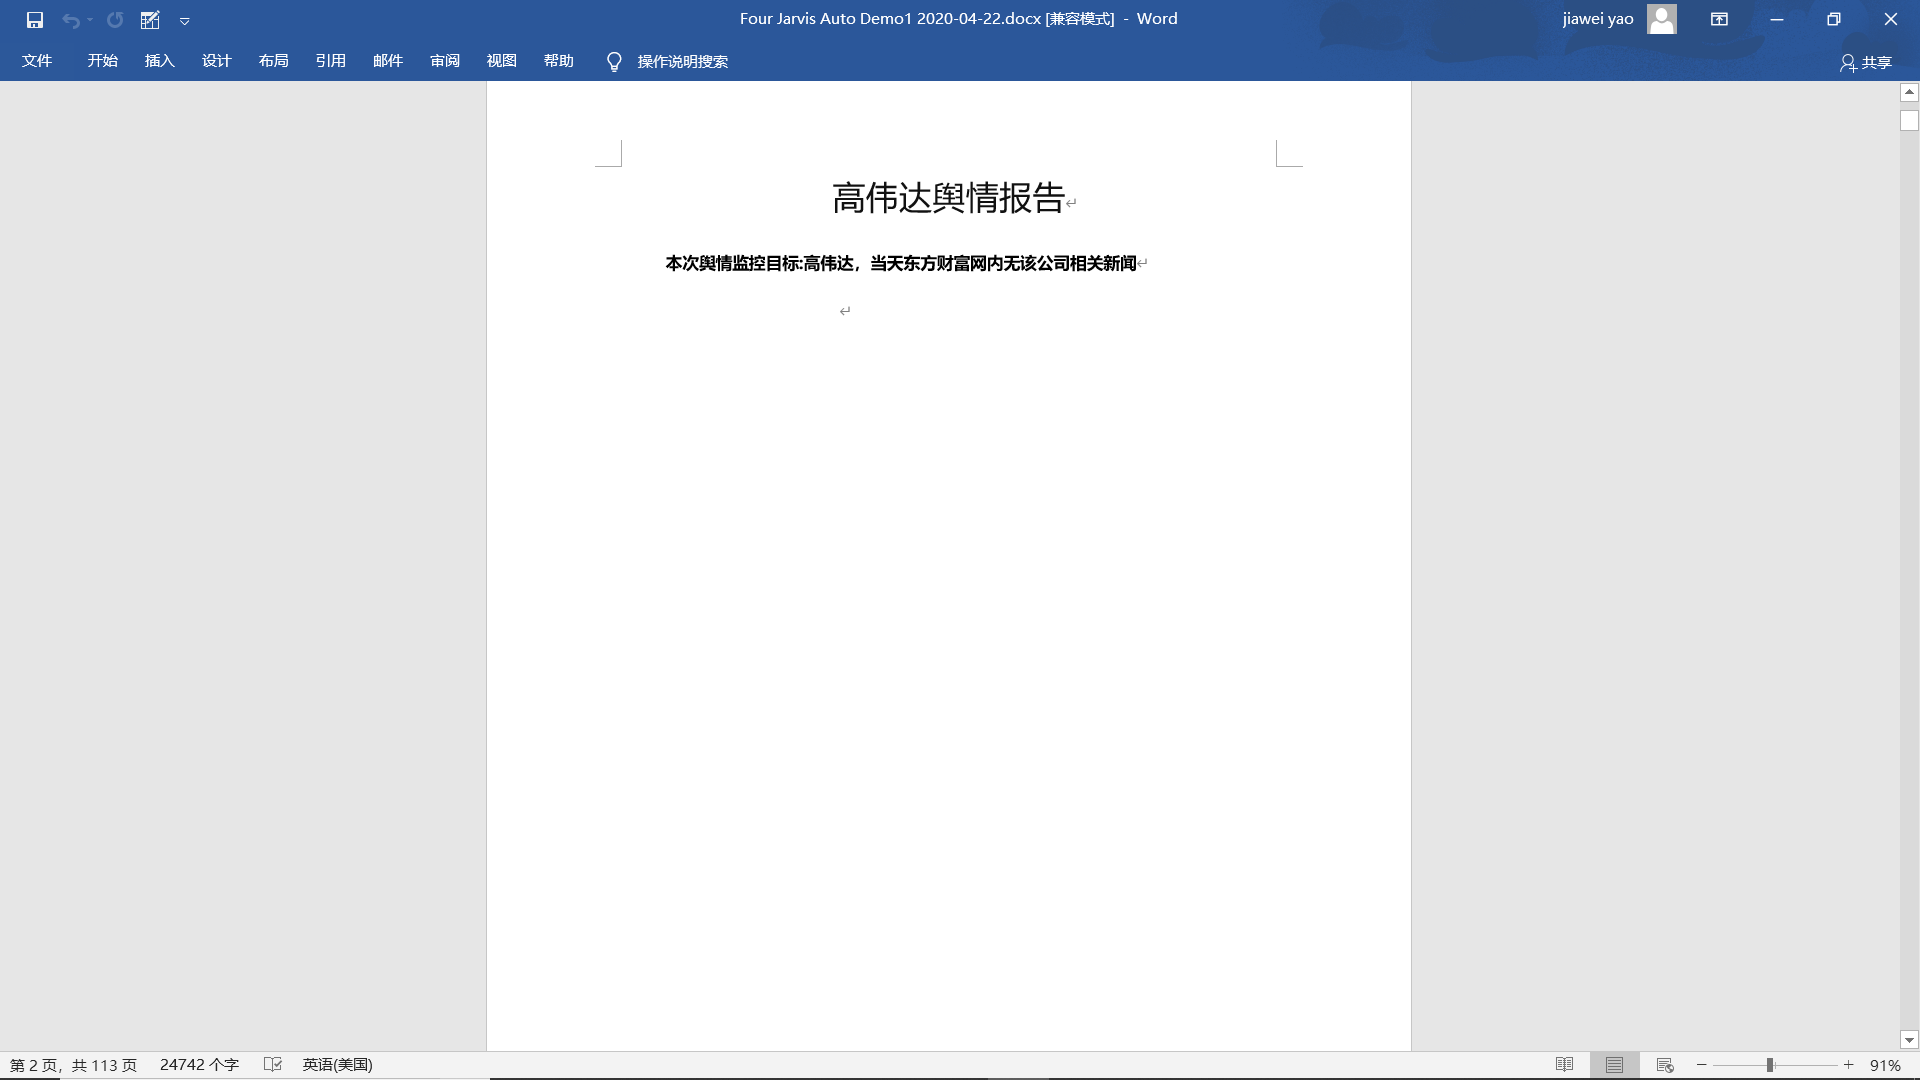 Four Jarvis Auto Demo1 2020-04-22.docx [兼容模式] - Word
jiawei yao
文件 开始 插入 设计 布局 引用 邮件 审阅 视图 帮助 操作说明搜索 共享
高伟达舆情报告
本次舆情监控目标:高伟达，当天东方财富网内无该公司相关新闻
第 2 页，共 113 页 24742 个字 英语(美国) 91%